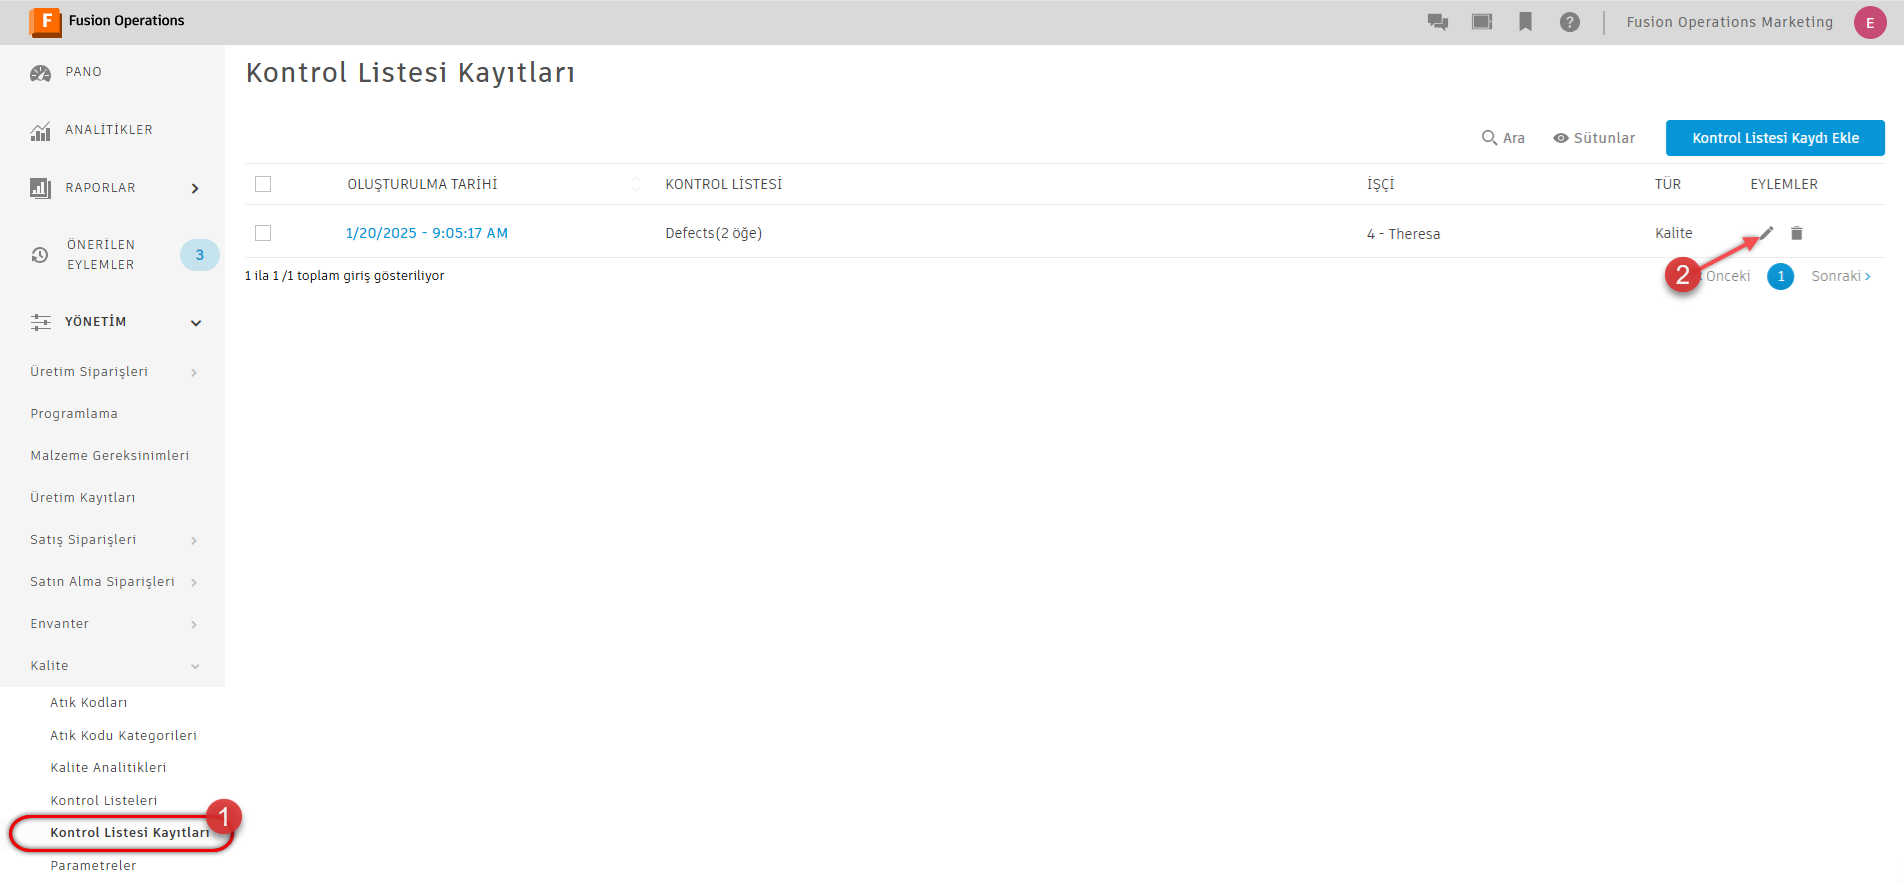 F Fusion Operations
? Fusion Operations Marketing E
PANO
ANALİTİKLER
RAPORLAR
ÖNERİLEN
EYLEMLER
3
YÖNETİM
Üretim Siparişleri
Programlama
Malzeme Gereksinimleri
Üretim Kayıtları
Satış Siparişleri
Satın Alma Siparişleri
Envanter
Kalite
Atık Kodları
Atık Kodu Kategorileri
Kalite Analitikleri
Kontrol Listeleri
Kontrol Listesi Kayıtları
1
Parametreler
Kontrol Listesi Kayıtları
Ara Sütunlar Kontrol Listesi Kaydı Ekle
OLUŞTURULMA TARİHİ KONTROL LİSTESİ İŞÇİ TÜR EYLEMLER
1/20/2025 - 9:05:17 AM Defects(2 öğe) 4 - Theresa Kalite
1 ila 1 /1 toplam giriş gösteriliyor
2
Önceki 1 Sonraki >